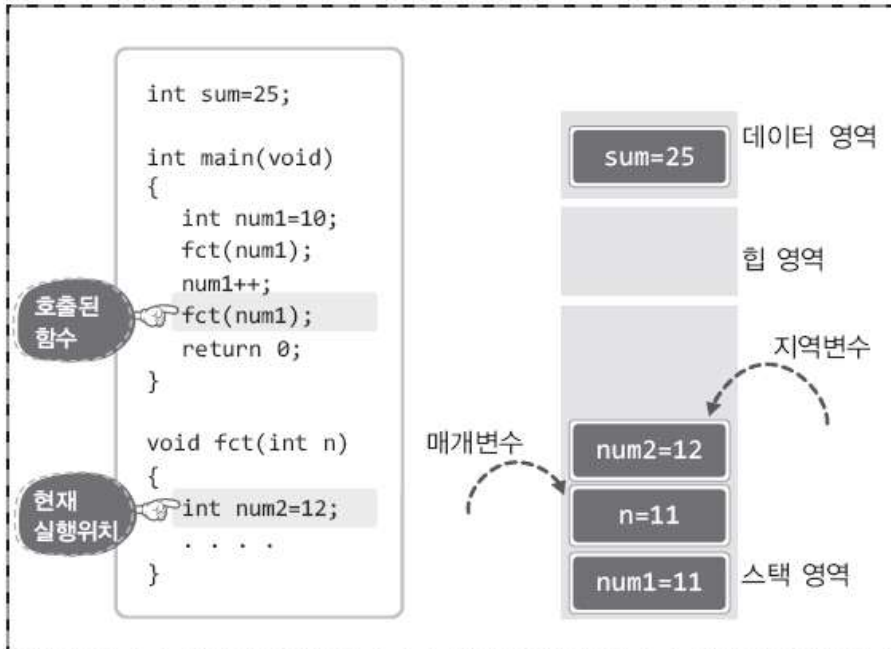 int sum=25;
int main(void)
{
int num1=10;
fct(num1);
num1++;
fct(num1);
return 0;
}
void fct(int n)
{
int num2=12;
. . . .
}
호출된
함수
현재
실행위치
sum=25
데이터 영역
힙 영역
지역변수
매개변수
num2=12
n=11
num1=11
스택 영역